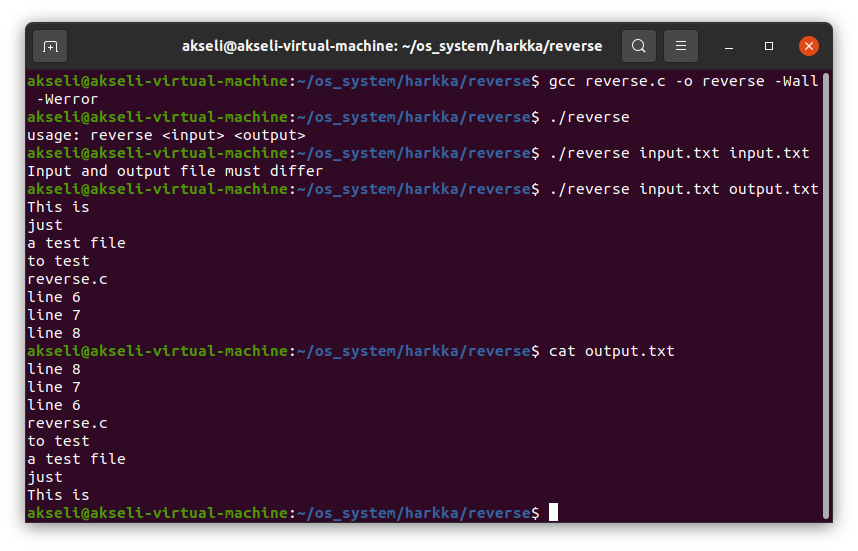 akseli@akseli-virtual-machine: ~/os_system/harkka/reverse
akseli@akseli-virtual-machine:~/os_system/harkka/reverse$ gcc reverse.c -o reverse -Wall
 -Werror
akseli@akseli-virtual-machine:~/os_system/harkka/reverse$ ./reverse
usage: reverse <input> <output>
akseli@akseli-virtual-machine:~/os_system/harkka/reverse$ ./reverse input.txt input.txt
Input and output file must differ
akseli@akseli-virtual-machine:~/os_system/harkka/reverse$ ./reverse input.txt output.txt
This is
just
a test file
to test
reverse.c
line 6
line 7
line 8
akseli@akseli-virtual-machine:~/os_system/harkka/reverse$ cat output.txt
line 8
line 7
line 6
reverse.c
to test
a test file
just
This is
akseli@akseli-virtual-machine:~/os_system/harkka/reverse$